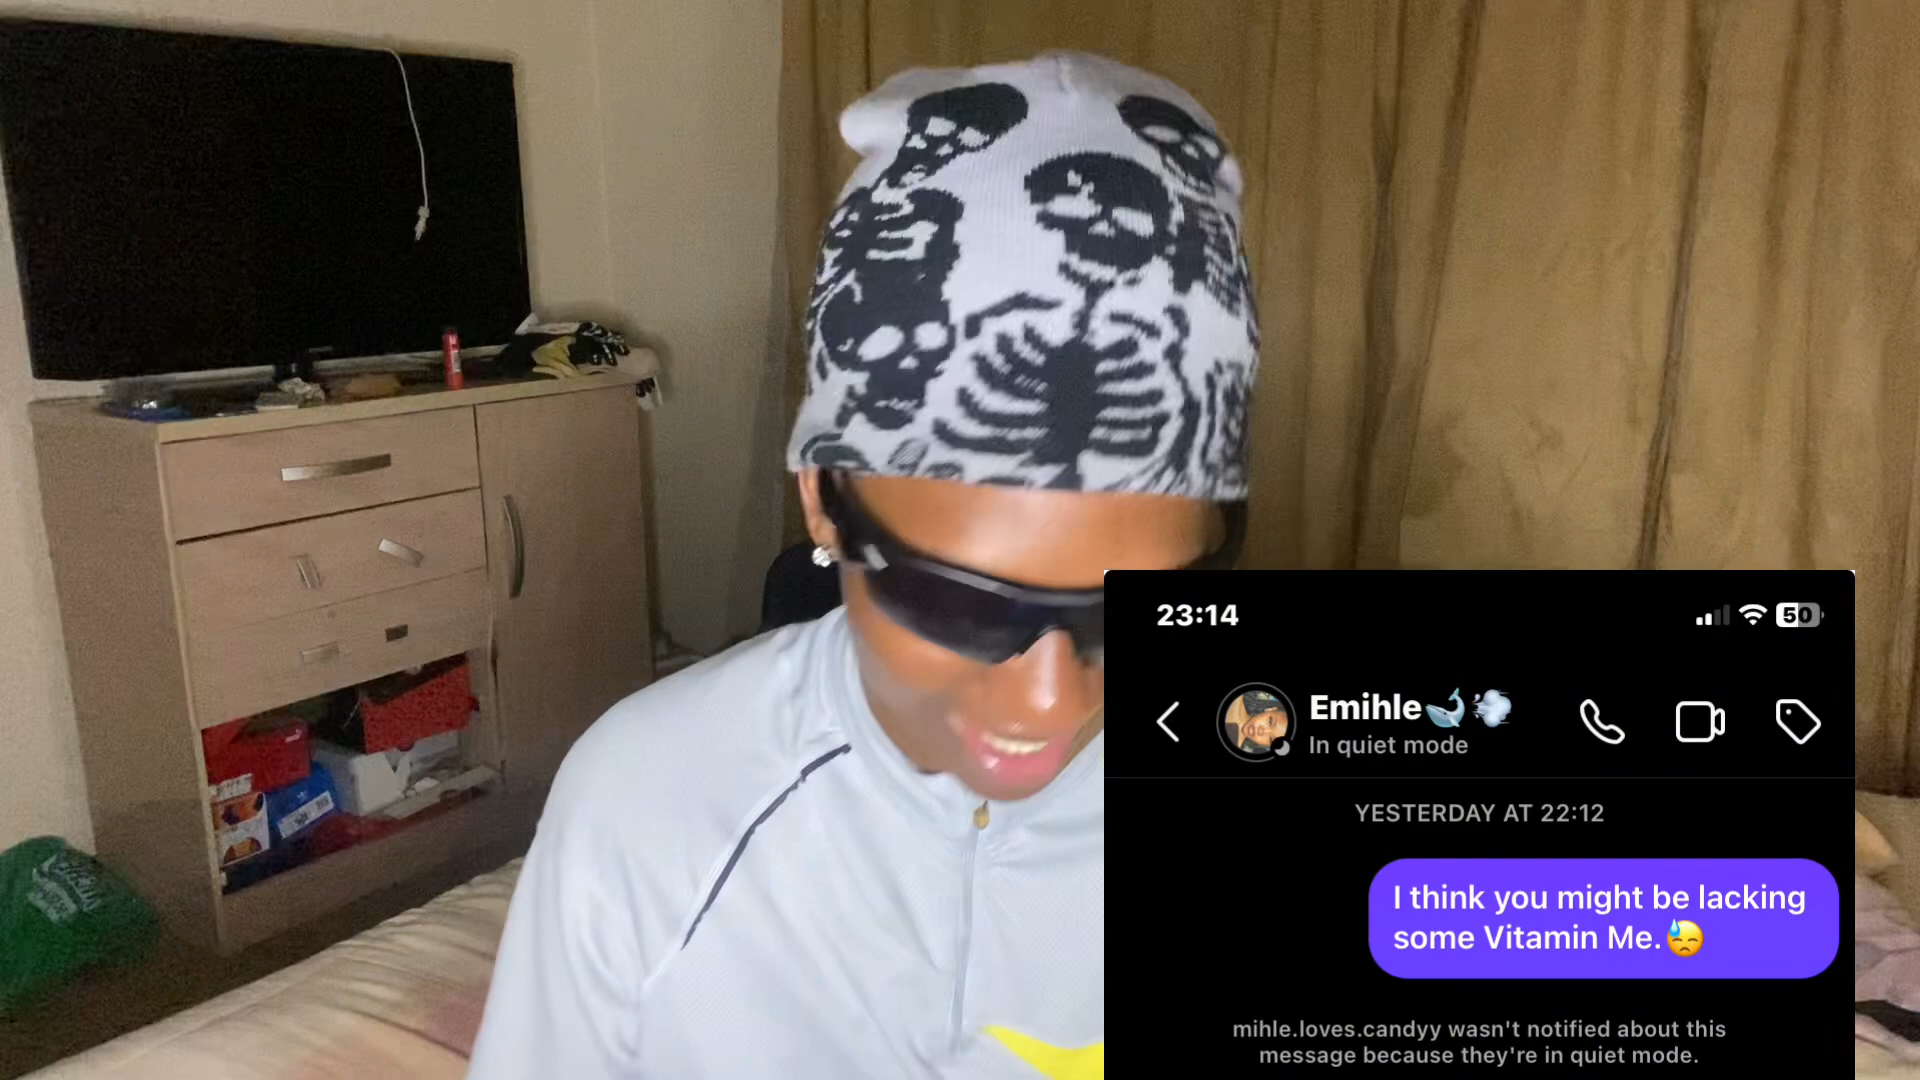 23:14
50
Emihle🐳💨
In quiet mode
YESTERDAY AT 22:12
I think you might be lacking
some Vitamin Me.😓
mihle.loves.candyy wasn't notified about this
message because they're in quiet mode.